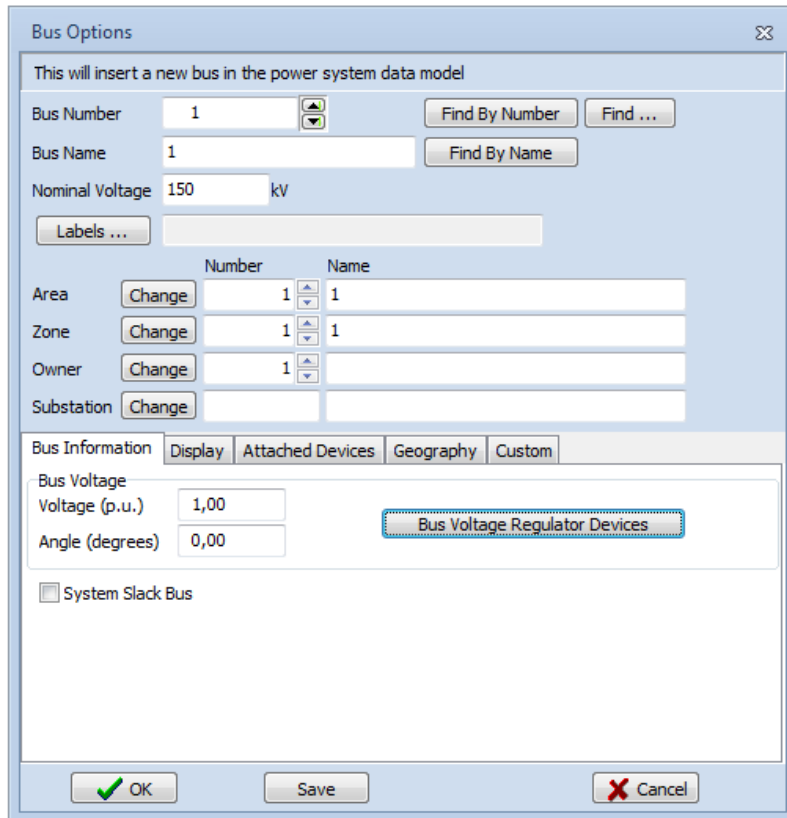 Bus Options
This will insert a new bus in the power system data model
Bus Number 1 Find By Number Find ...
Bus Name 1 Find By Name
Nominal Voltage 150 kV
Labels ...
Number Name
Area Change 1 1
Zone Change 1 1
Owner Change 1
Substation Change
Bus Information Display Attached Devices Geography Custom
Bus Voltage
Voltage (p.u.) 1,00
Bus Voltage Regulator Devices
Angle (degrees) 0,00
System Slack Bus
OK Save Cancel